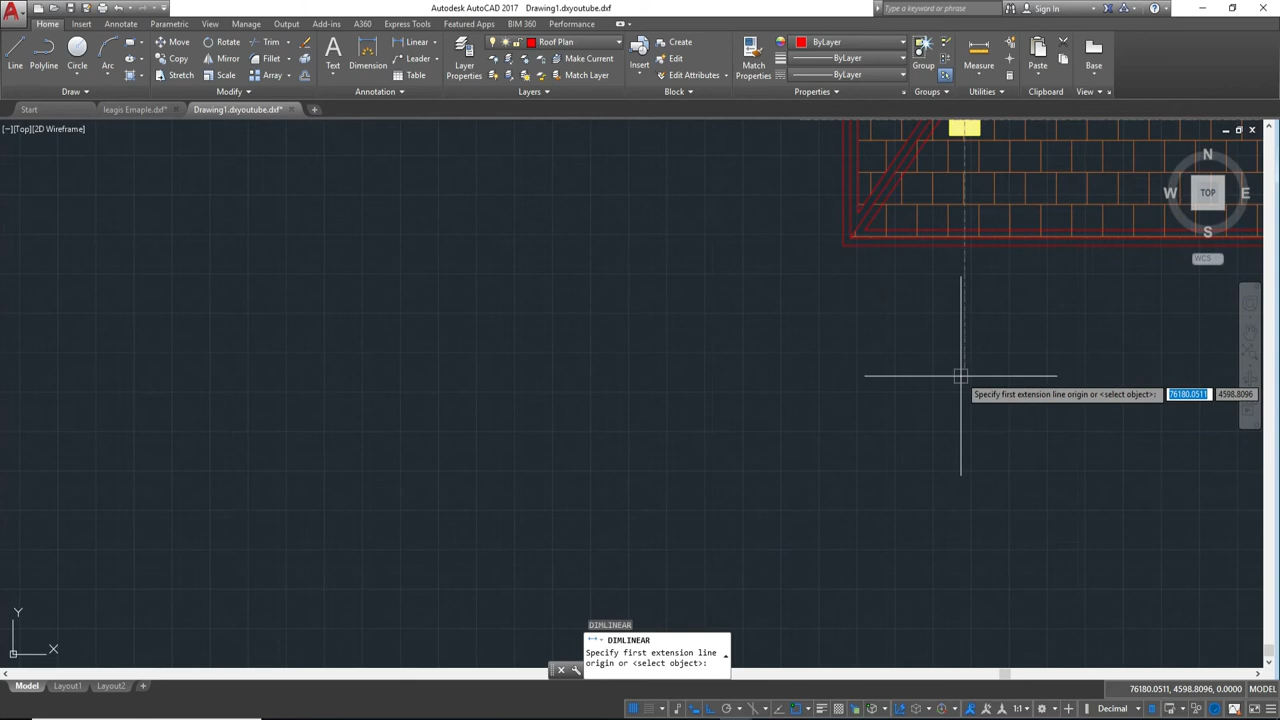 Autodesk AutoCAD 2017 Drawing1.dxyoutube.dxf
Type a keyword or phrase
Sign In
Home Insert Annotate Parametric View Manage Output Add-ins A360 Express Tools Featured Apps BIM 360 Performance
Line
Polyline
Circle
Arc
Move
Copy
Stretch
Rotate
Mirror
Scale
Trim
Fillet
Array
Text
Dimension
Linear
Leader
Table
Layer
Properties
Roof Plan
Make Current
Match Layer
Insert
Create
Edit
Edit Attributes
Match
Properties
ByLayer
ByLayer
ByLayer
Group
Measure
Paste
Base
Draw Modify Annotation Layers Block Properties Groups Utilities Clipboard View
Start
leagis Emaple.dxf*
Drawing1.dxyoutube.dxf*
[−][Top][2D Wireframe]
N
W TOP E
S
WCS
Specify first extension line origin or <select object>: 76180.0511 4598.8096
Y
X
DIMLINEAR
DIMLINEAR
Specify first extension line
origin or <select object>:
Model Layout1 Layout2
76180.0511, 4598.8096, 0.0000 MODEL
1:1
Decimal